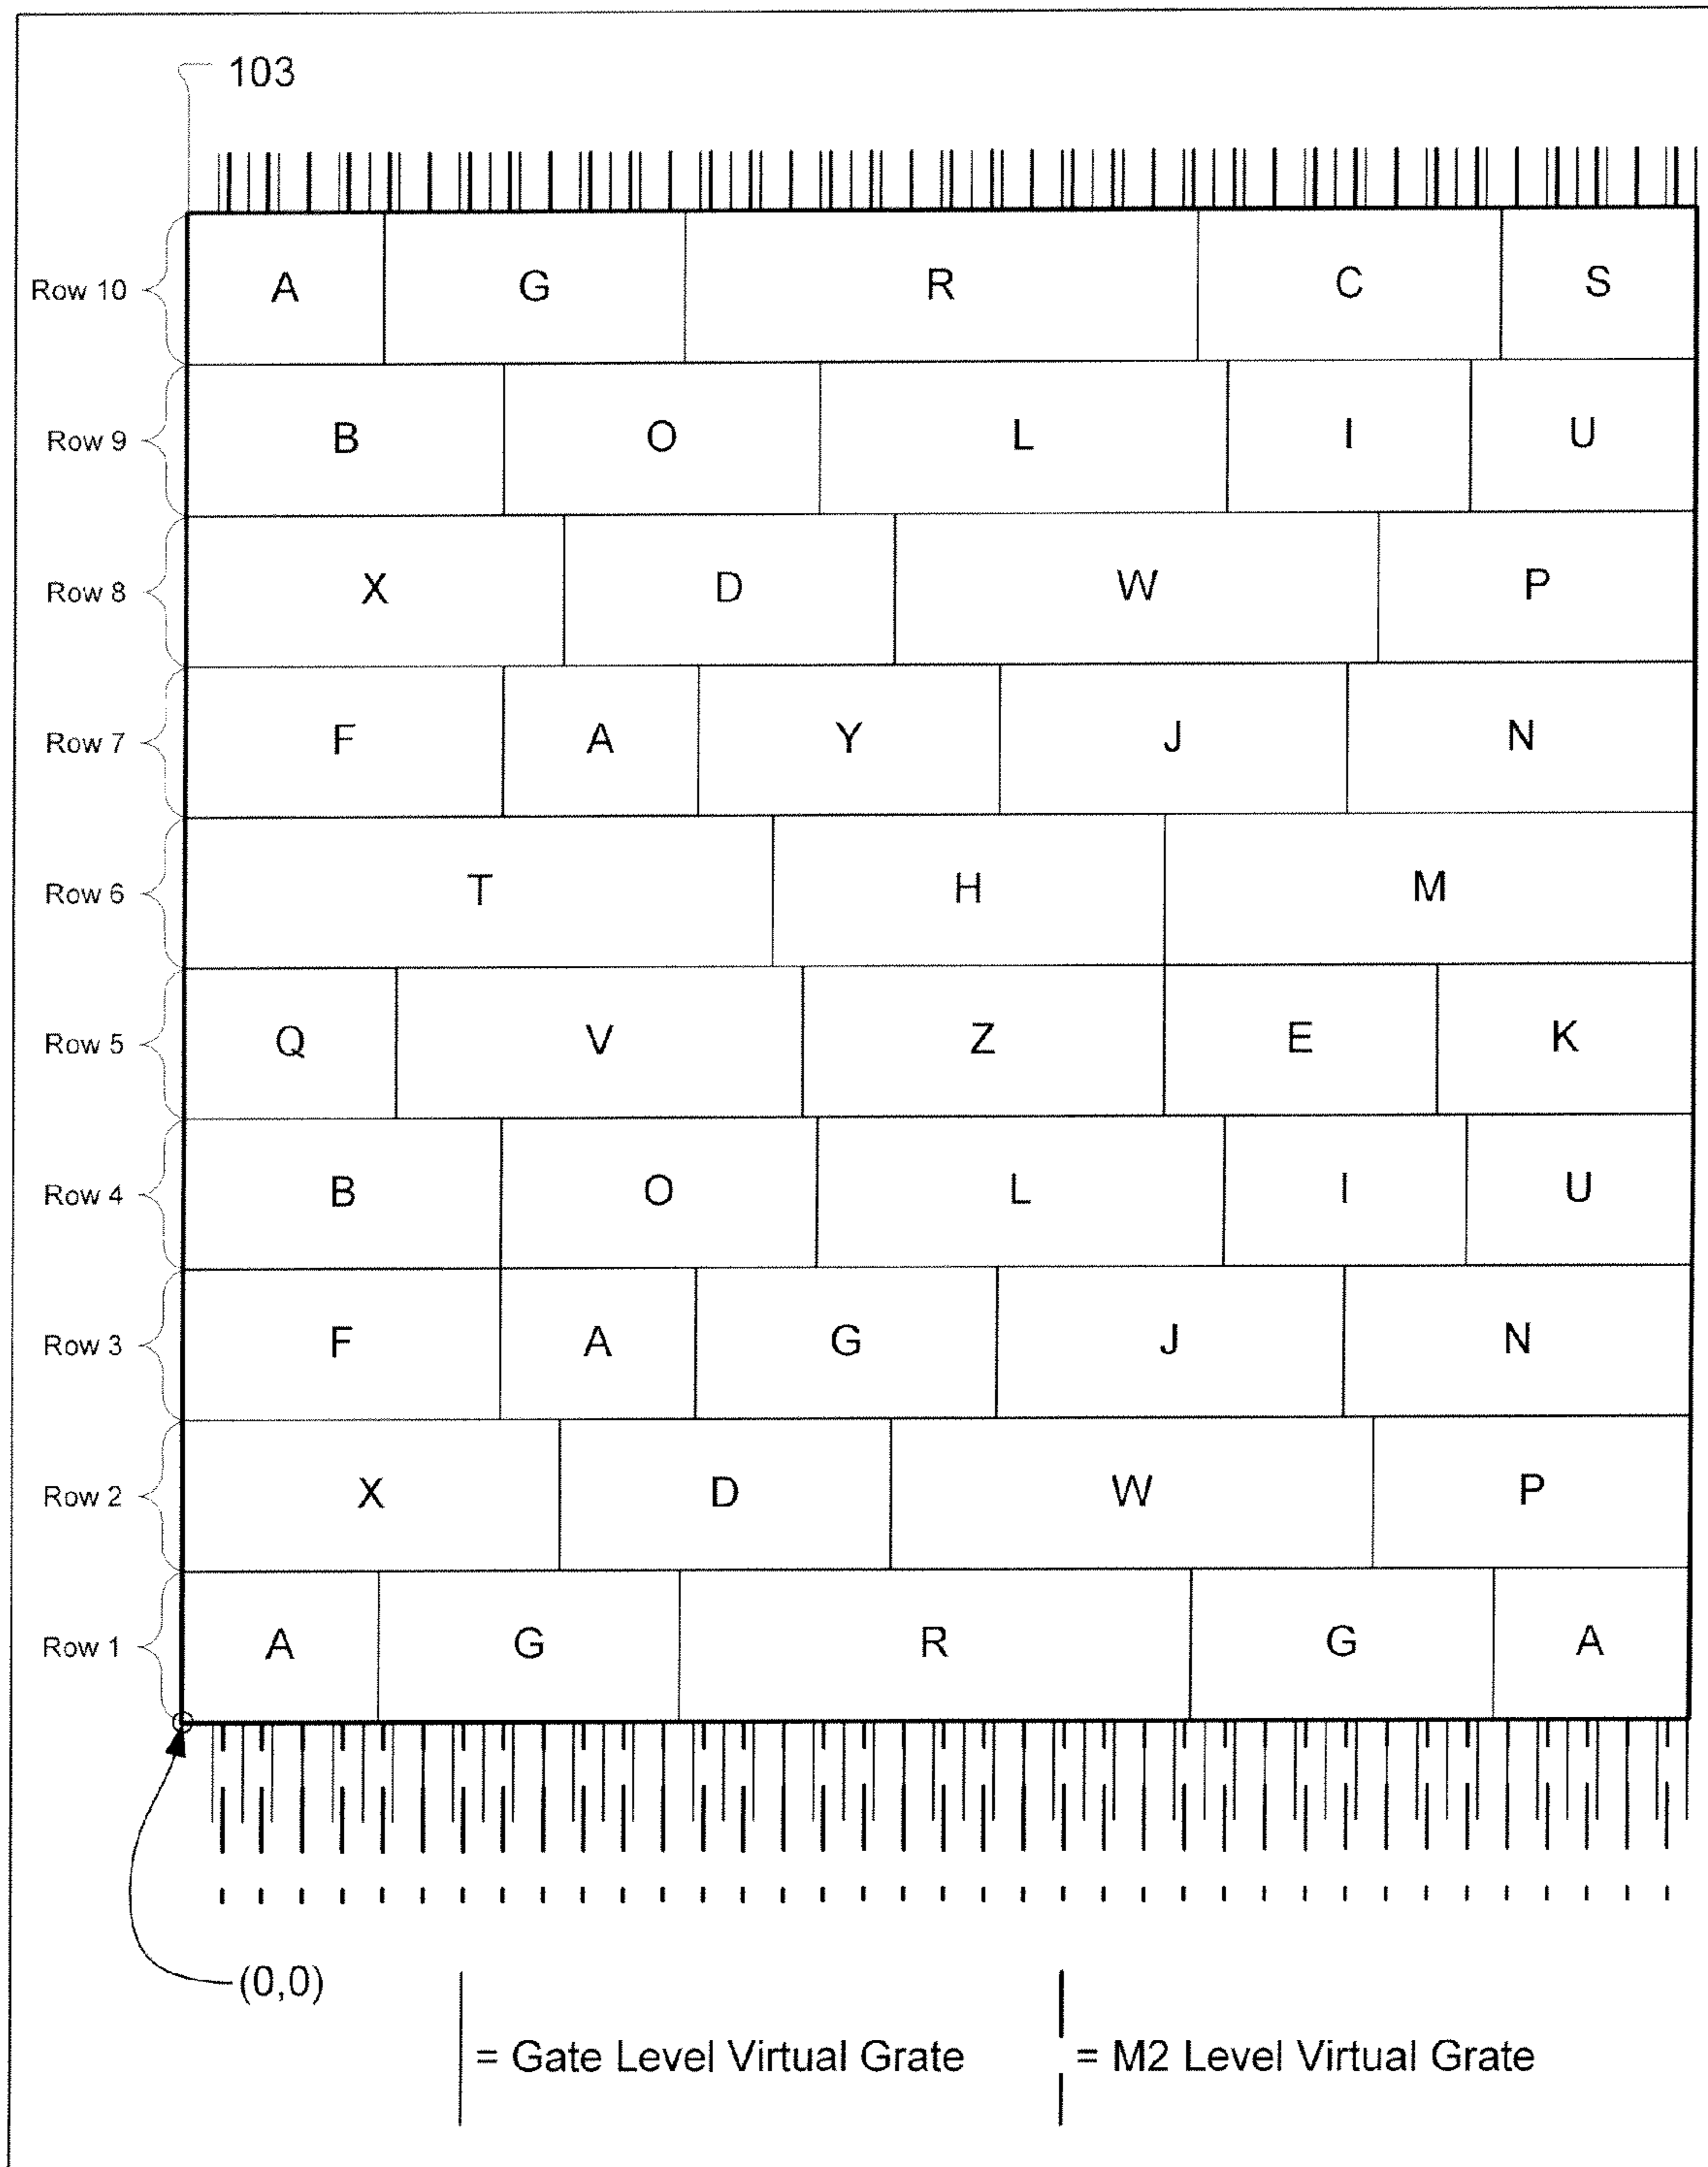 103
Row 10 A G R C S
Row 9 B O L I U
Row 8 X D W P
Row 7 F A Y J N
Row 6 T H M
Row 5 Q V Z E K
Row 4 B O L I U
Row 3 F A G J N
Row 2 X D W P
Row 1 A G R G A
(0,0)
= Gate Level Virtual Grate = M2 Level Virtual Grate